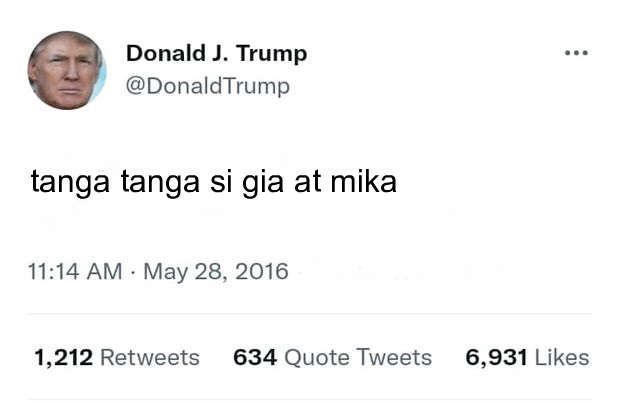 Donald J. Trump
@DonaldTrump
tanga tanga si gia at mika
11:14 AM · May 28, 2016
1,212 Retweets 634 Quote Tweets 6,931 Likes